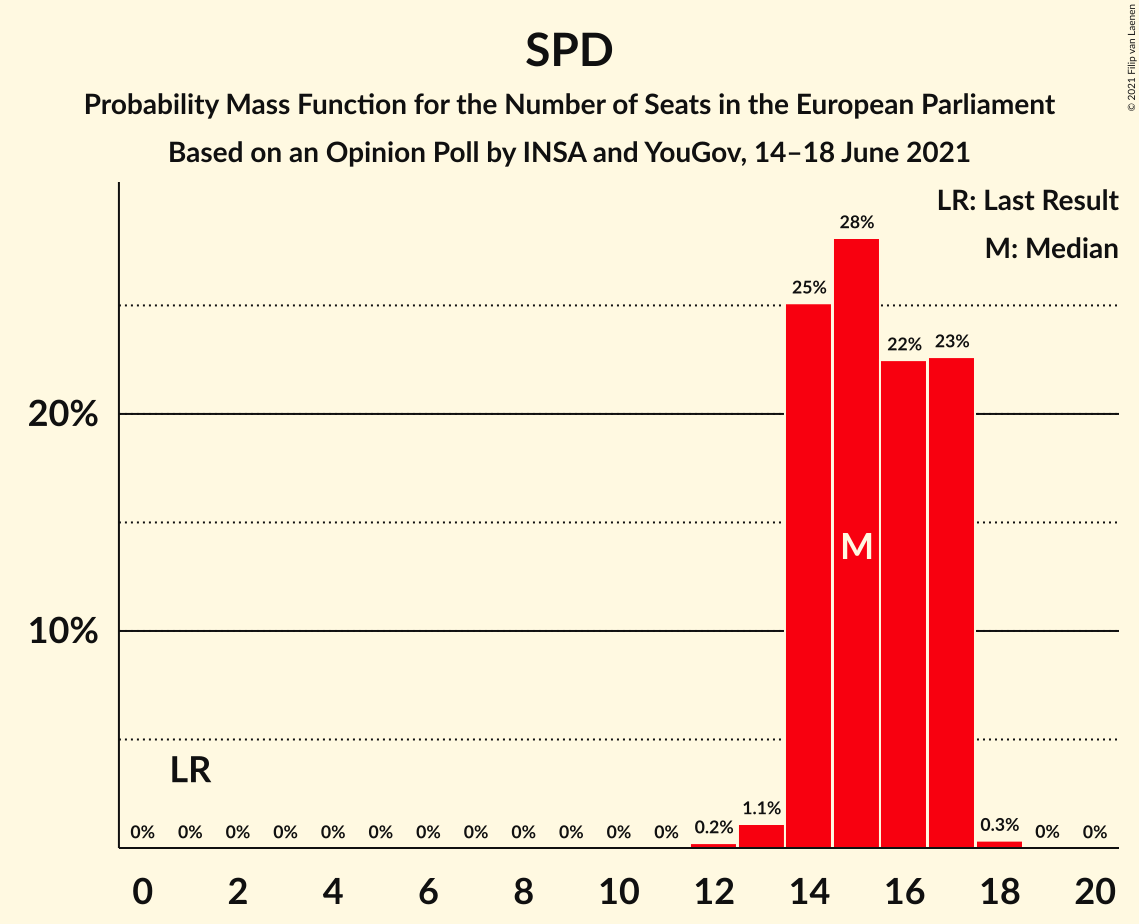 SPD
Probability Mass Function for the Number of Seats in the European Parliament
Based on an Opinion Poll by INSA and YouGov, 14–18 June 2021
© 2021 Filip van Laenen
LR: Last Result
M: Median
28%
25%
22%
23%
20%
M
10%
LR
0% 0% 0% 0% 0% 0% 0% 0% 0% 0% 0% 0% 0.2% 1.1% 0.3% 0% 0%
0 2 4 6 8 10 12 14 16 18 20